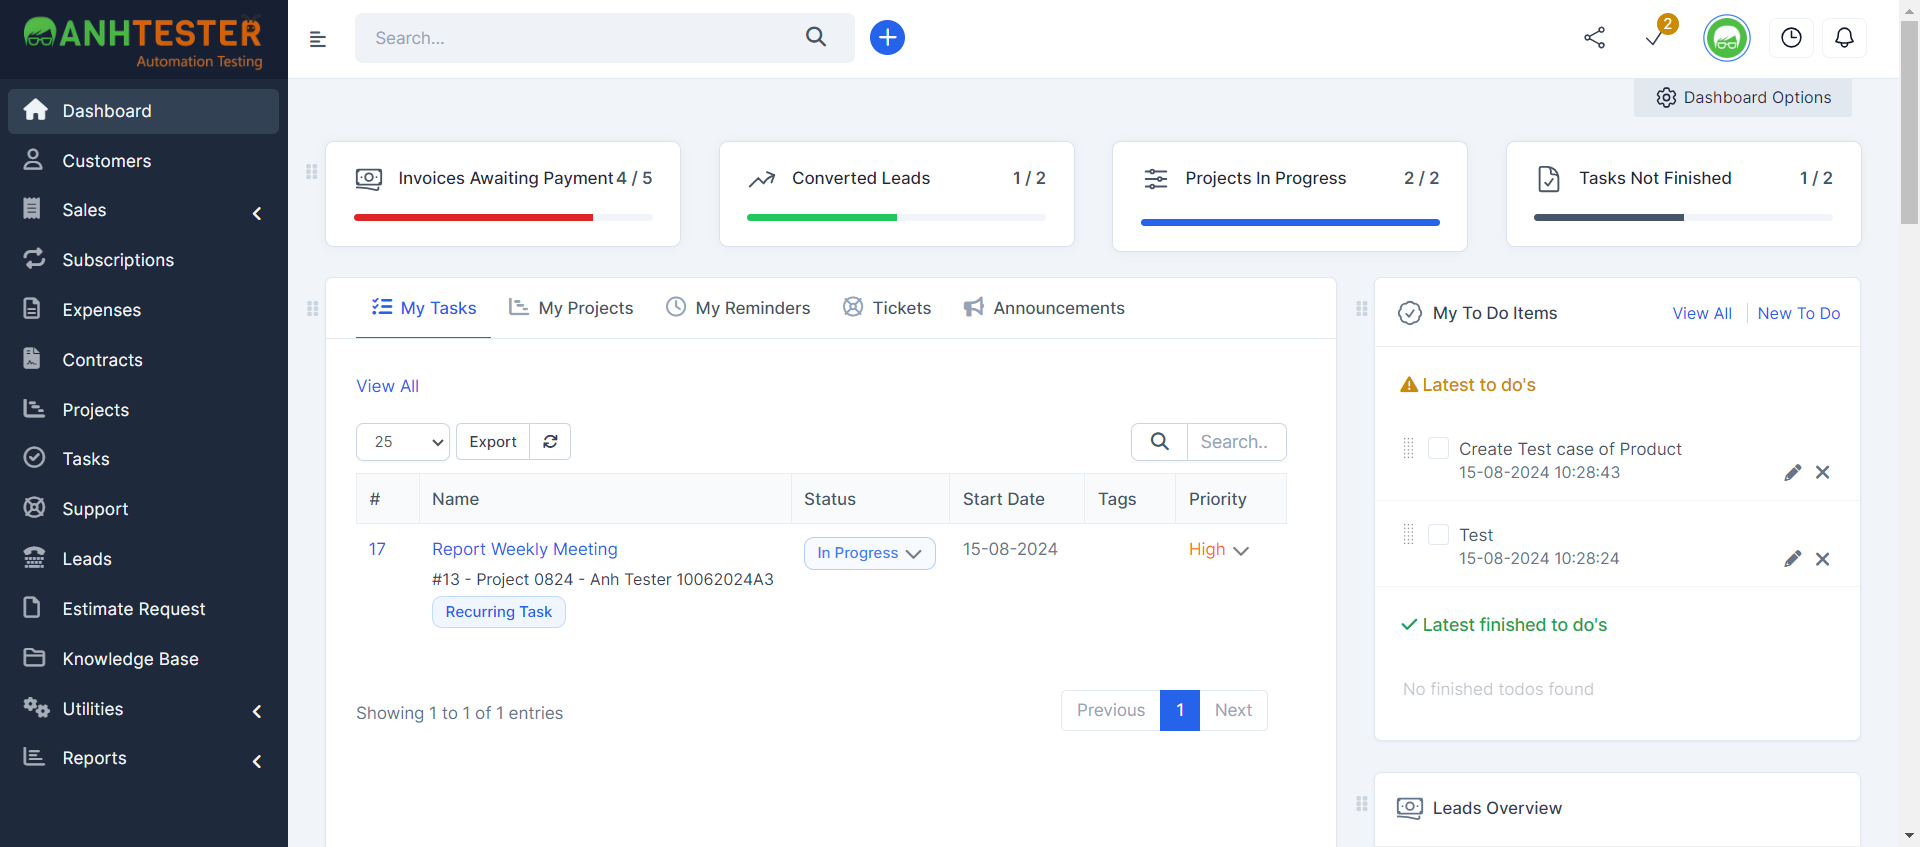 ANHTESTER
Automation Testing
Search...
2
Dashboard
Customers
Sales
Subscriptions
Expenses
Contracts
Projects
Tasks
Support
Leads
Estimate Request
Knowledge Base
Utilities
Reports
Dashboard Options
Invoices Awaiting Payment 4 / 5
Converted Leads 1 / 2
Projects In Progress 2 / 2
Tasks Not Finished 1 / 2
My Tasks My Projects My Reminders Tickets Announcements
View All
25 Export Search..
# Name Status Start Date Tags Priority
17 Report Weekly Meeting In Progress 15-08-2024 High
#13 - Project 0824 - Anh Tester 10062024A3
Recurring Task
Showing 1 to 1 of 1 entries
Previous 1 Next
My To Do Items View All New To Do
Latest to do's
Create Test case of Product
15-08-2024 10:28:43
Test
15-08-2024 10:28:24
Latest finished to do's
No finished todos found
Leads Overview